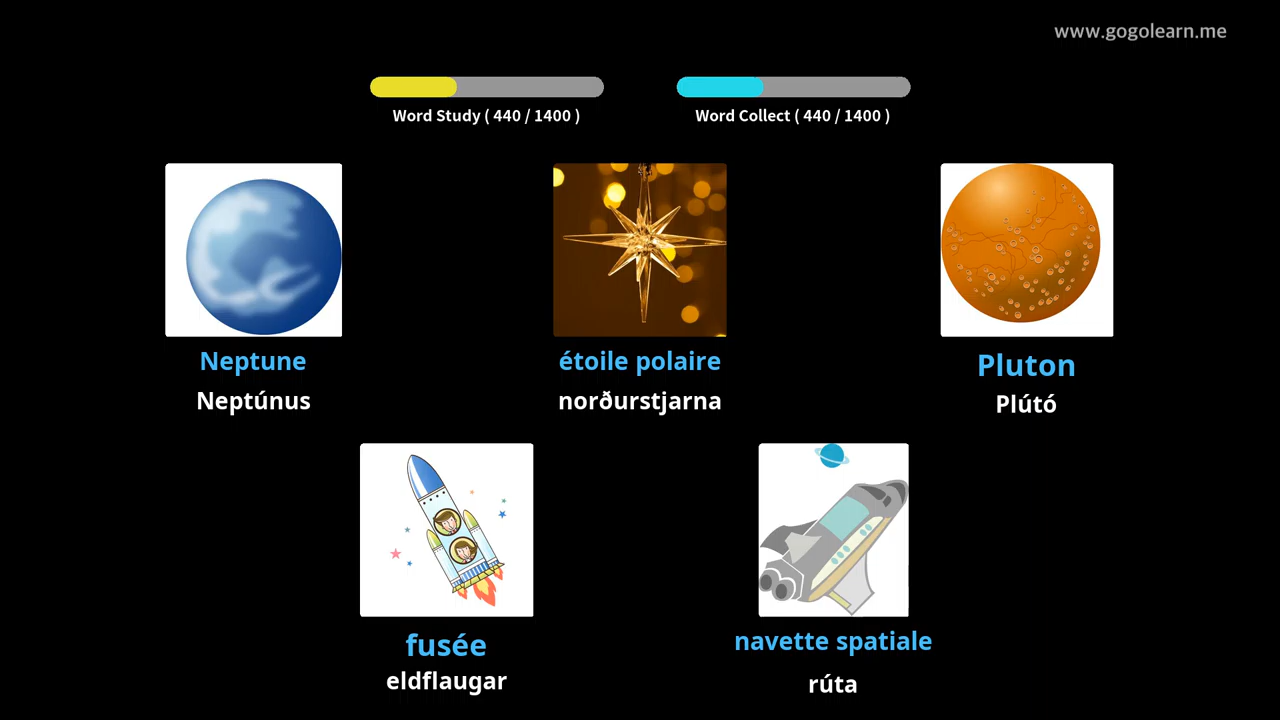 www.gogolearn.me
Word Study ( 440 / 1400 )
Word Collect ( 440 / 1400 )
Neptune
Neptúnus
étoile polaire
norðurstjarna
Pluton
Plútó
fusée
eldflaugar
navette spatiale
rúta